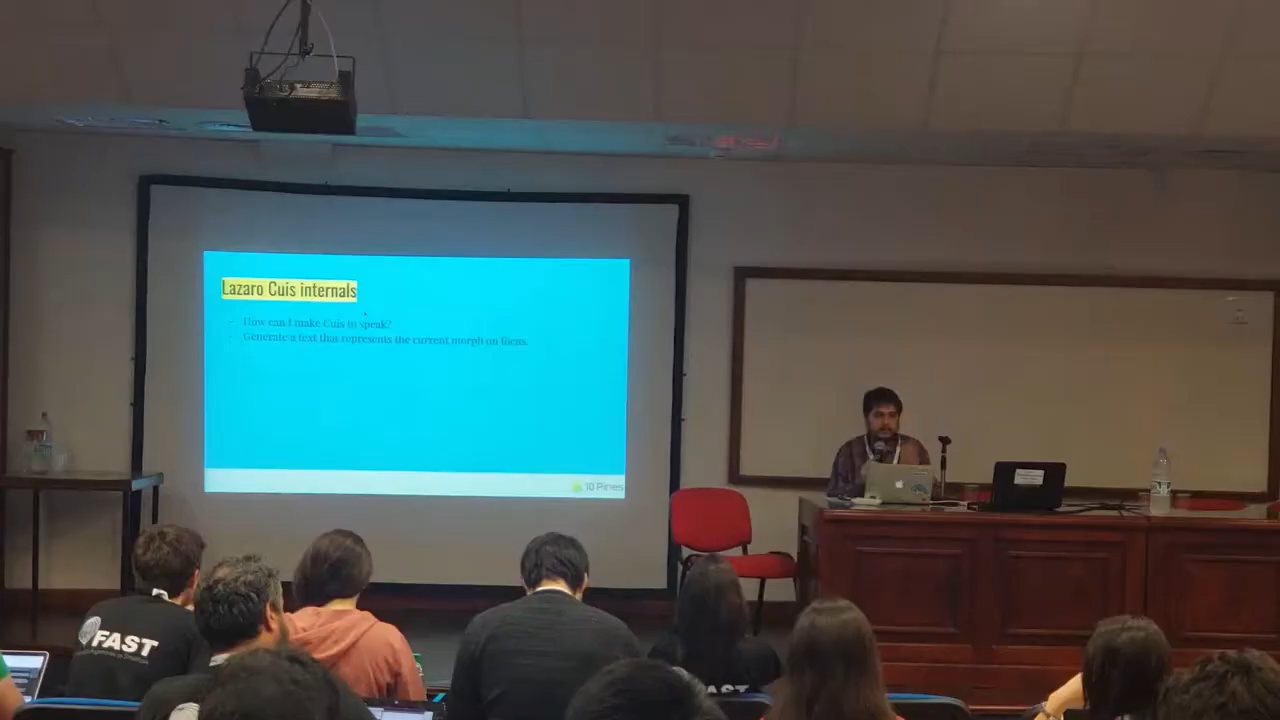 Lazaro Cuis internals
- How can I make Cuis to speak?
- Generate a text that represents the current morph on focus.
10 Pines
FAST
FAST